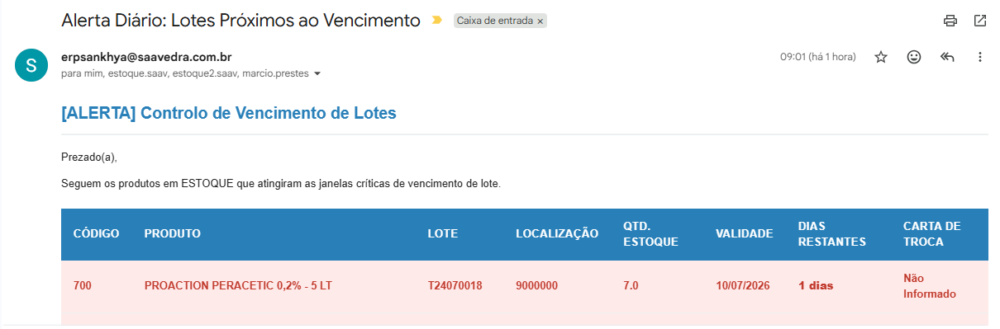 Alerta Diário: Lotes Próximos ao Vencimento Caixa de entrada ×
S
erpsankhya@saavedra.com.br 09:01 (há 1 hora)
para mim, estoque.saav, estoque2.saav, marcio.prestes
[ALERTA] Controlo de Vencimento de Lotes
Prezado(a),
Seguem os produtos em ESTOQUE que atingiram as janelas críticas de vencimento de lote.
CÓDIGO PRODUTO LOTE LOCALIZAÇÃO QTD. ESTOQUE VALIDADE DIAS RESTANTES CARTA DE TROCA
700 PROACTION PERACETIC 0,2% - 5 LT T24070018 9000000 7.0 10/07/2026 1 dias Não Informado